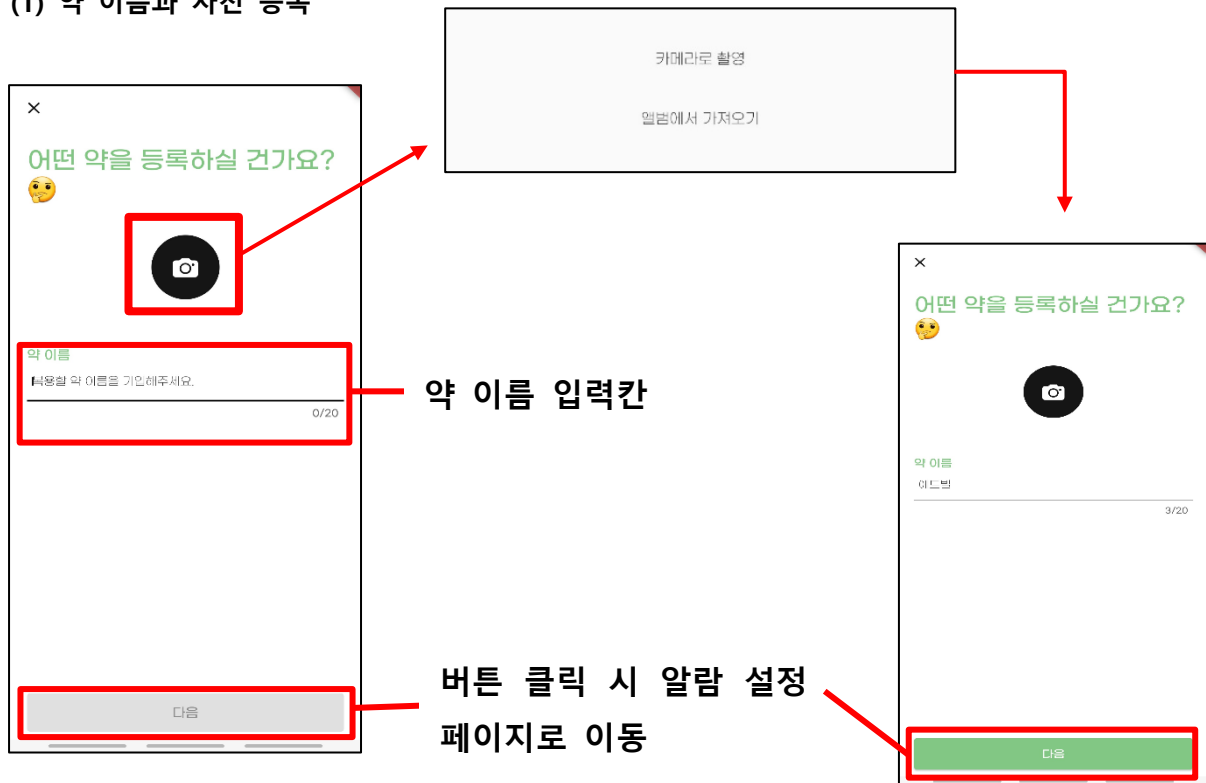 (1) 약 이름과 사진 등록
카메라로 촬영
앨범에서 가져오기
×
어떤 약을 등록하실 건가요?
🤔
약 이름
복용할 약 이름을 기입해주세요.
0/20
다음
약 이름 입력칸
버튼 클릭 시 알람 설정
페이지로 이동
×
어떤 약을 등록하실 건가요?
🤔
약 이름
애드빌
3/20
다음